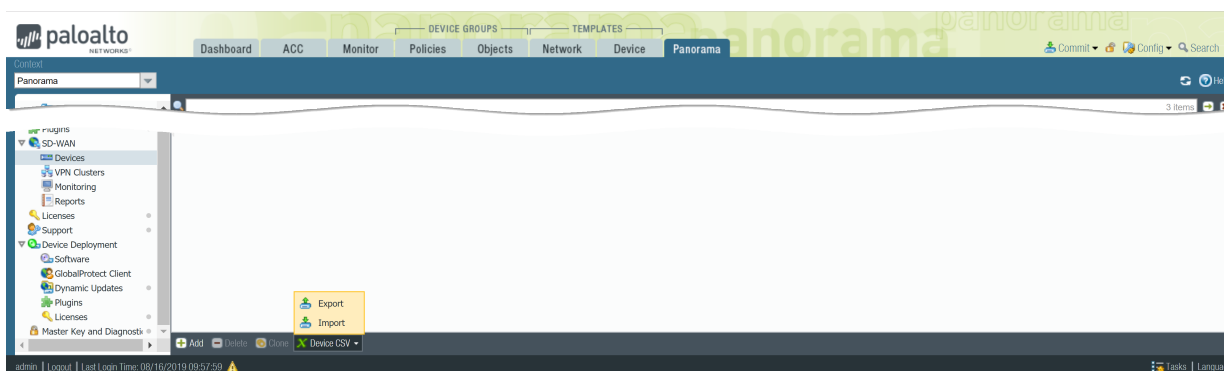 paloalto
NETWORKS
DEVICE GROUPS TEMPLATES
Dashboard ACC Monitor Policies Objects Network Device Panorama
Commit Config Search
Context
Panorama
3 items
Plugins
SD-WAN
Devices
VPN Clusters
Monitoring
Reports
Licenses
Support
Device Deployment
Software
GlobalProtect Client
Dynamic Updates
Plugins
Licenses
Master Key and Diagnostic
Export
Import
Add Delete Clone Device CSV
admin | Logout | Last Login Time: 08/16/2019 09:57:59
Tasks |